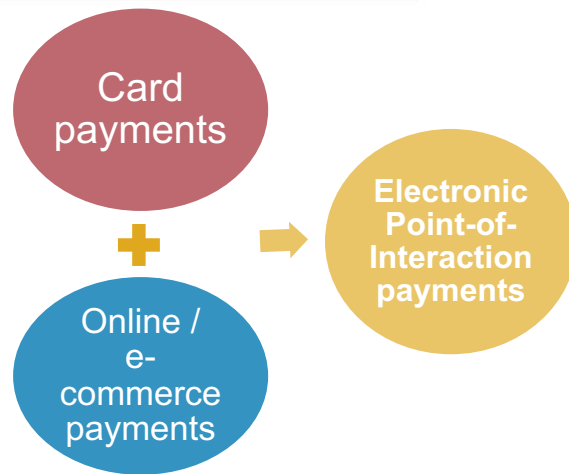 Card
payments
Online /
e-
commerce
payments
Electronic
Point-of-
Interaction
payments